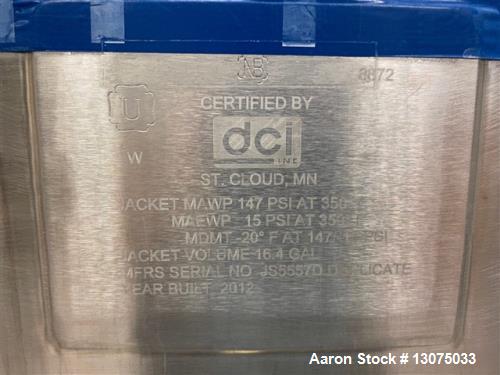 NB 8872
U
CERTIFIED BY
dci
INC
W
ST. CLOUD, MN
JACKET MAWP 147 PSI AT 350
MAEWP 15 PSI AT 350
MDMT -20° F AT 147 PSI
JACKET VOLUME 16.4 GAL
MFRS SERIAL NO. JS5557D DUPLICATE
YEAR BUILT 2012
Aaron Stock # 13075033